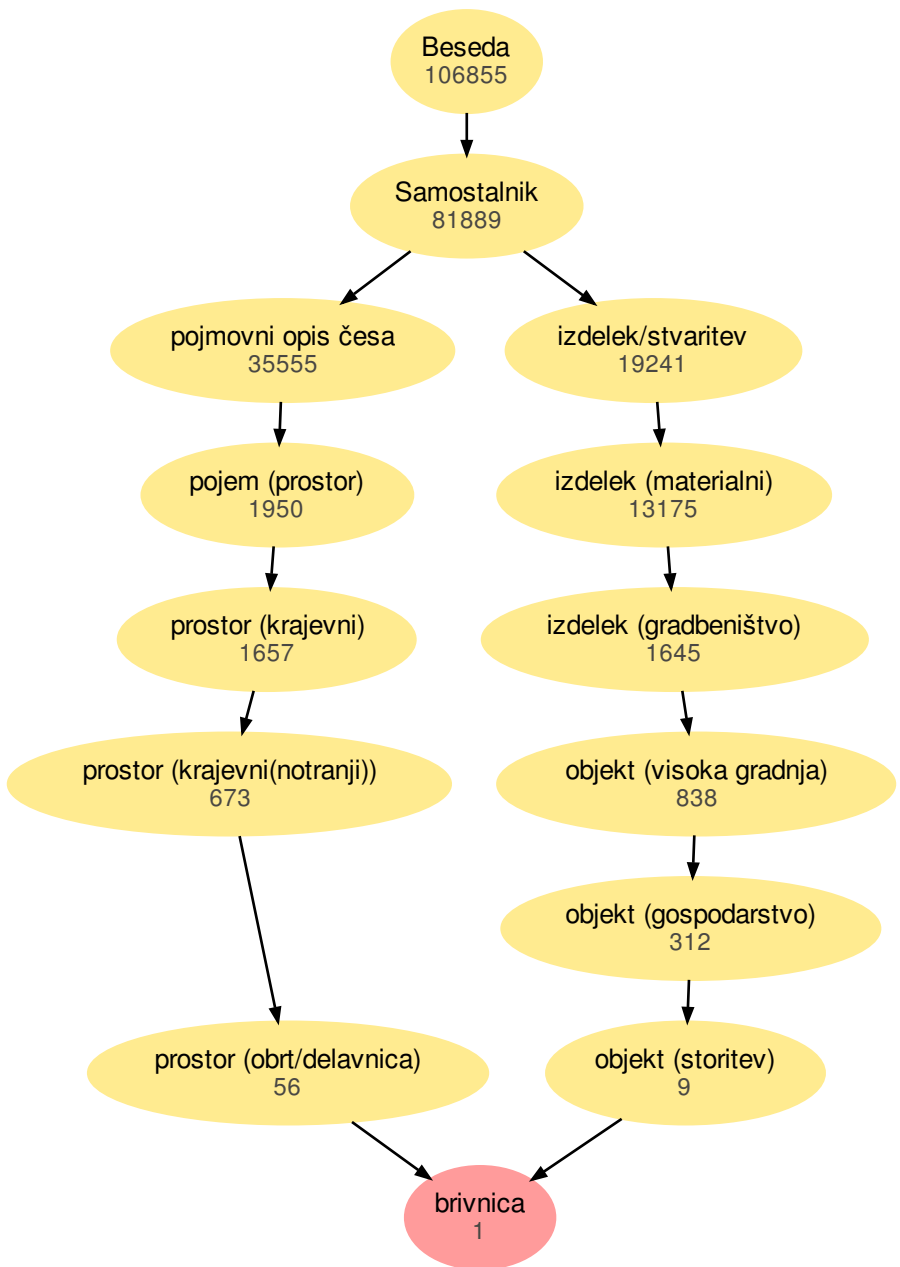 Beseda
106855
Samostalnik
81889
pojmovni opis česa
35555
izdelek/stvaritev
19241
pojem (prostor)
1950
izdelek (materialni)
13175
prostor (krajevni)
1657
izdelek (gradbeništvo)
1645
prostor (krajevni(notranji))
673
objekt (visoka gradnja)
838
objekt (gospodarstvo)
312
prostor (obrt/delavnica)
56
objekt (storitev)
9
brivnica
1